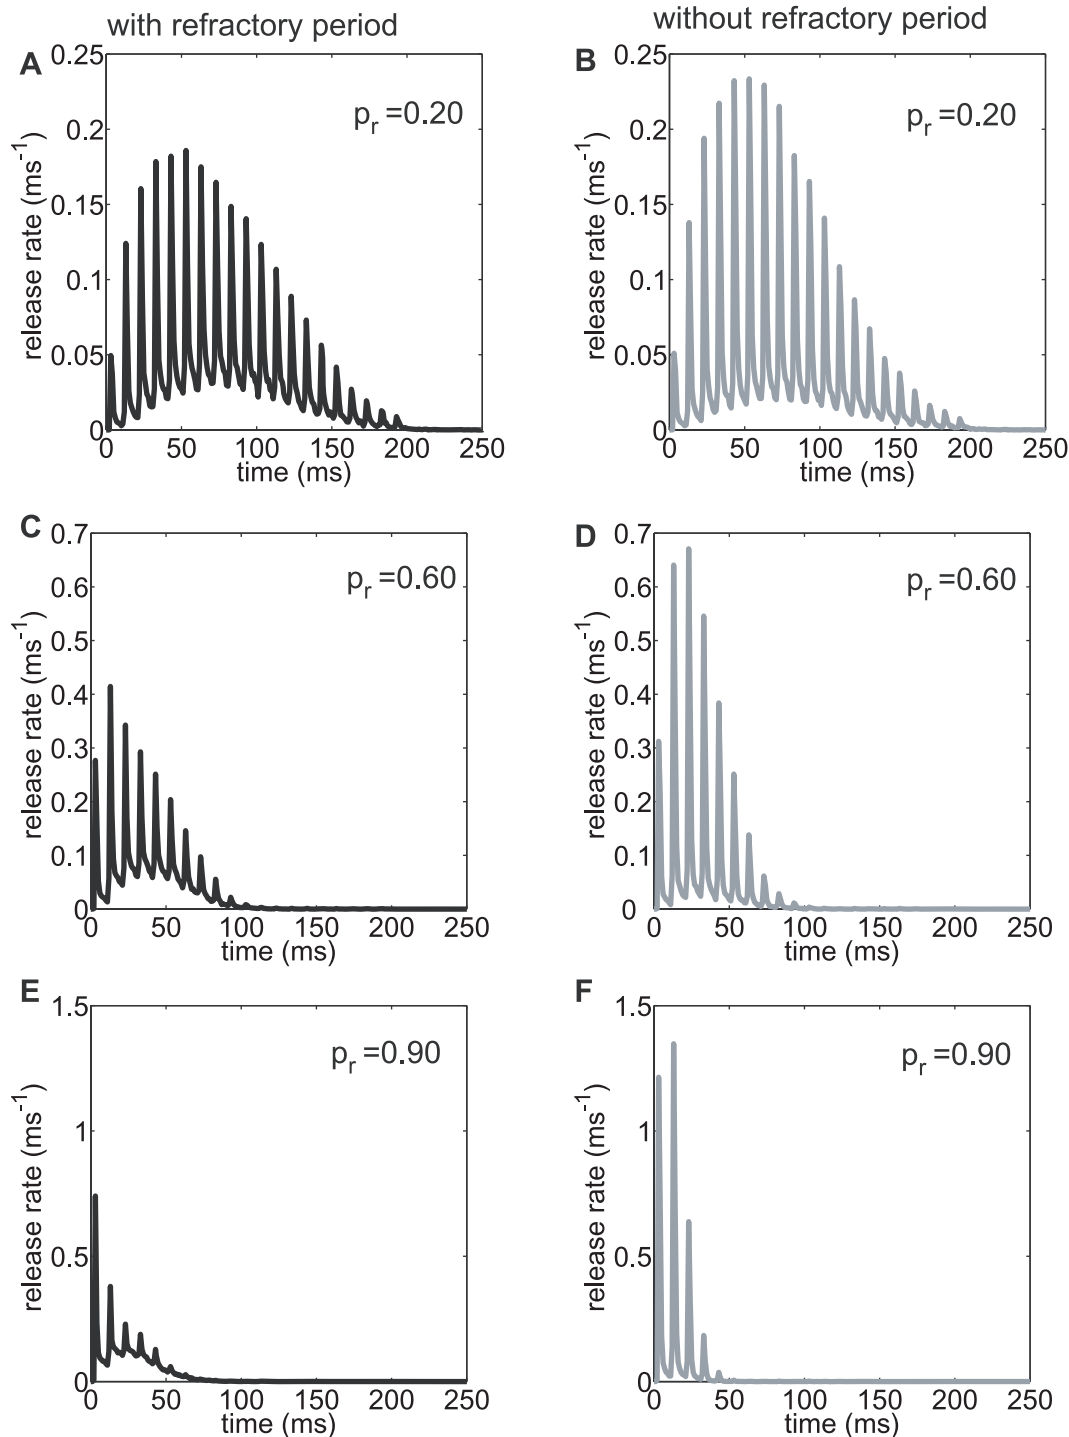 with refractory period
without refractory period
A
0.25
0.2
0.15
0.1
0.05
0
release rate (ms-1)
pr =0.20
0 50 100 150 200 250
time (ms)
B
0.25
0.2
0.15
0.1
0.05
0
release rate (ms-1)
pr =0.20
0 50 100 150 200 250
time (ms)
C
0.7
0.6
0.5
0.4
0.3
0.2
0.1
0
release rate (ms-1)
pr =0.60
0 50 100 150 200 250
time (ms)
D
0.7
0.6
0.5
0.4
0.3
0.2
0.1
0
release rate (ms-1)
pr =0.60
0 50 100 150 200 250
time (ms)
E
1.5
1
0.5
0
release rate (ms-1)
pr =0.90
0 50 100 150 200 250
time (ms)
F
1.5
1
0.5
0
release rate (ms-1)
pr =0.90
0 50 100 150 200 250
time (ms)